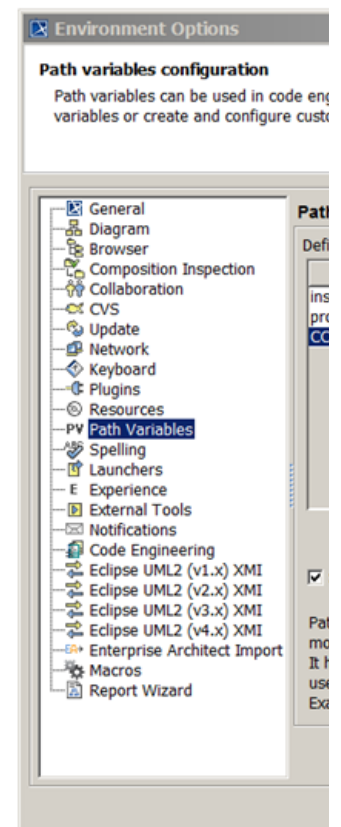 Environment Options
Path variables configuration
Path variables can be used in code eng
variables or create and configure custo
General
Diagram
Browser
Composition Inspection
Collaboration
CVS
Update
Network
Keyboard
Plugins
Resources
PV Path Variables
Spelling
Launchers
E Experience
External Tools
Notifications
Code Engineering
Eclipse UML2 (v1.x) XMI
Eclipse UML2 (v2.x) XMI
Eclipse UML2 (v3.x) XMI
Eclipse UML2 (v4.x) XMI
Enterprise Architect Import
Macros
Report Wizard
Path
Defi
ins
pro
CC
Pat
mo
It h
use
Exa